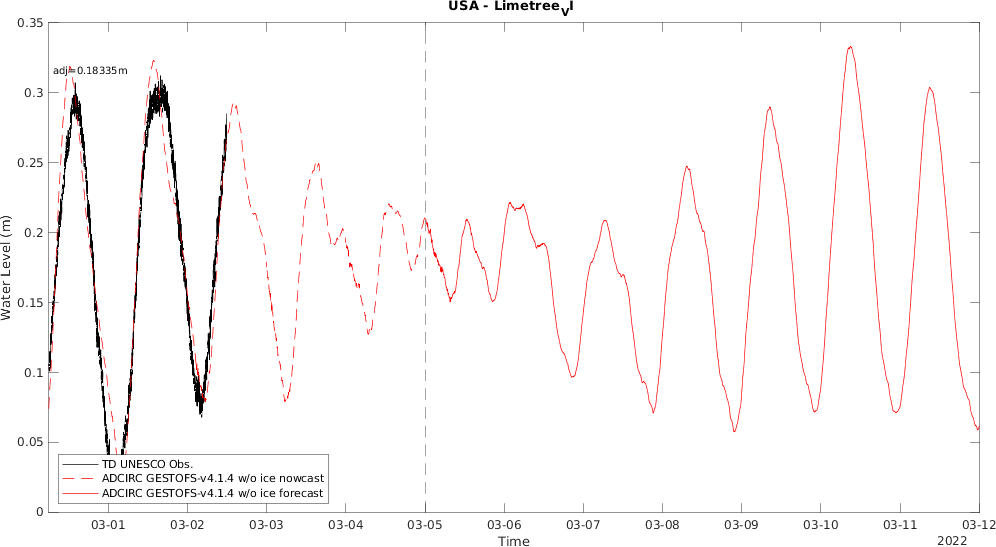 USA - Limetree_VI
0.35
adj=0.18335m
0.3
0.25
0.2
0.15
0.1
0.05
0
Water Level (m)
TD UNESCO Obs.
ADCIRC GESTOFS-v4.1.4 w/o ice nowcast
ADCIRC GESTOFS-v4.1.4 w/o ice forecast
03-01 03-02 03-03 03-04 03-05 03-06 03-07 03-08 03-09 03-10 03-11 03-12
Time
2022